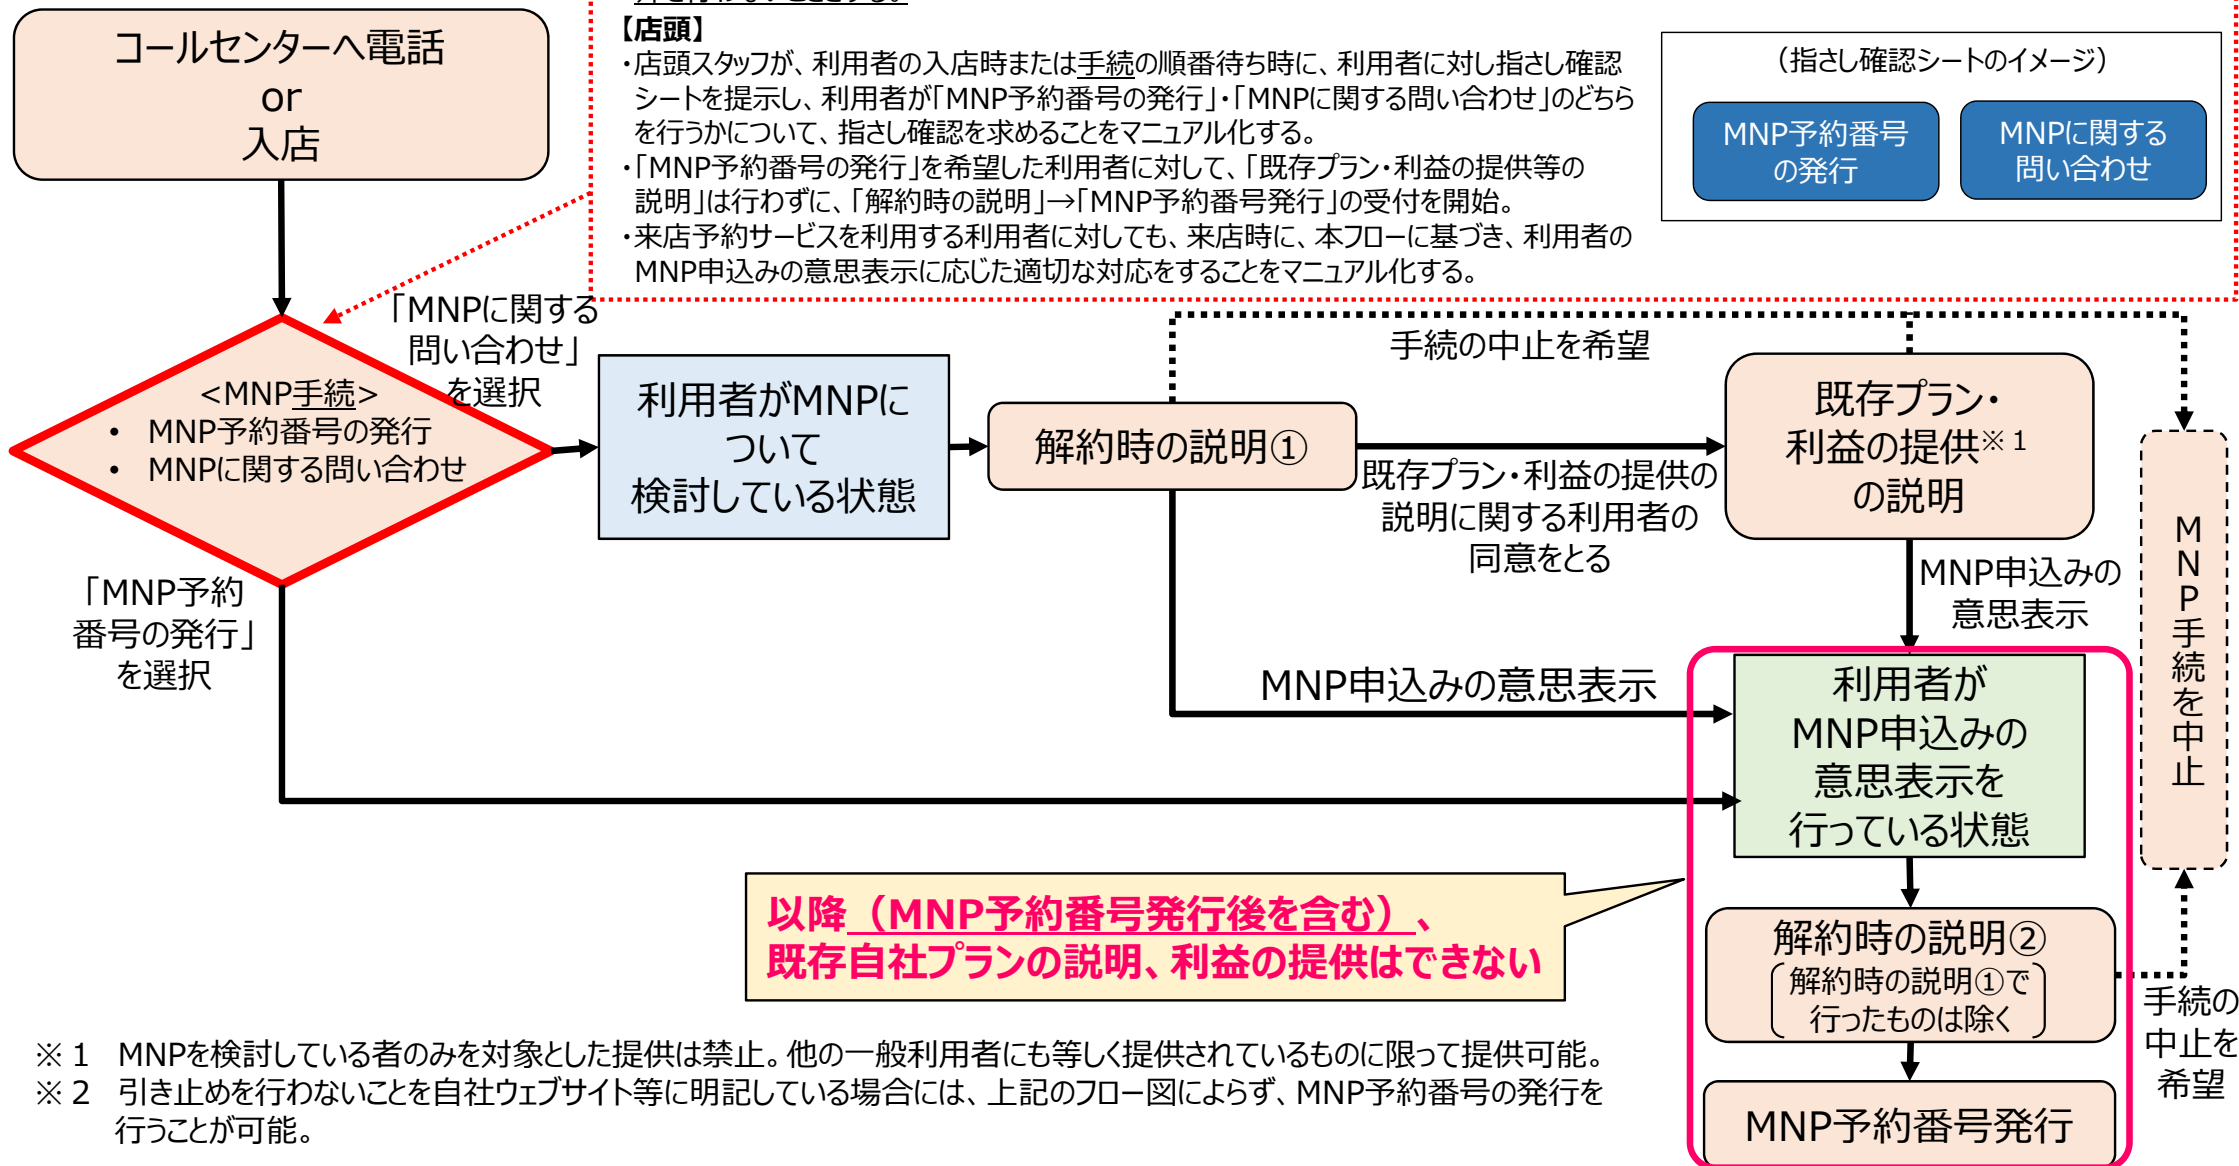 コールセンターへ電話
or
入店
【店頭】
・店頭スタッフが、利用者の入店時または手続の順番待ち時に、利用者に対し指さし確認
シートを提示し、利用者が「MNP予約番号の発行」・「MNPに関する問い合わせ」のどちら
を行うかについて、指さし確認を求めることをマニュアル化する。
・「MNP予約番号の発行」を希望した利用者に対して、「既存プラン・利益の提供等の
説明」は行わずに、「解約時の説明」→「MNP予約番号発行」の受付を開始。
・来店予約サービスを利用する利用者に対しても、来店時に、本フローに基づき、利用者の
MNP申込みの意思表示に応じた適切な対応をすることをマニュアル化する。
（指さし確認シートのイメージ）
MNP予約番号
の発行
MNPに関する
問い合わせ
「MNPに関する
問い合わせ」
を選択
<MNP手続>
• MNP予約番号の発行
• MNPに関する問い合わせ
「MNP予約
番号の発行」
を選択
利用者がMNPに
ついて
検討している状態
解約時の説明①
手続の中止を希望
既存プラン・利益の提供の
説明に関する利用者の
同意をとる
既存プラン・
利益の提供※１
の説明
MNP申込みの
意思表示
MNP手続を中止
MNP申込みの意思表示
利用者が
MNP申込みの
意思表示を
行っている状態
以降（MNP予約番号発行後を含む）、
既存自社プランの説明、利益の提供はできない
解約時の説明②
解約時の説明①で
行ったものは除く
手続の
中止を
希望
MNP予約番号発行
※１　MNPを検討している者のみを対象とした提供は禁止。他の一般利用者にも等しく提供されているものに限って提供可能。
※２　引き止めを行わないことを自社ウェブサイト等に明記している場合には、上記のフロー図によらず、MNP予約番号の発行を
行うことが可能。